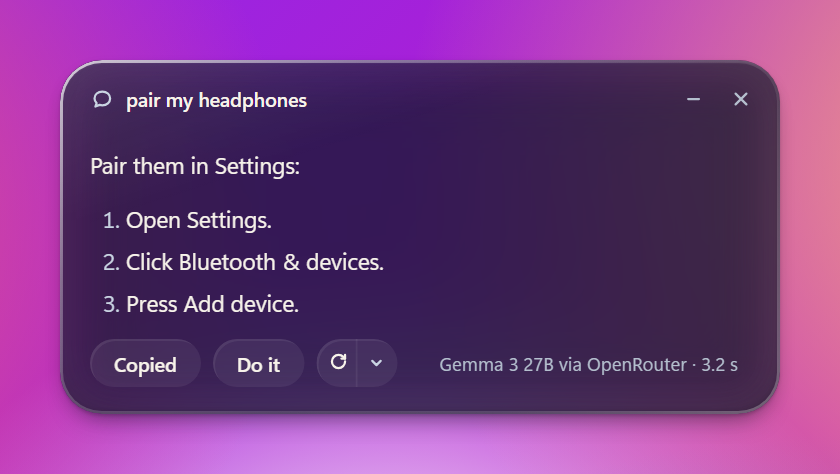 pair my headphones
Pair them in Settings:
1. Open Settings.
2. Click Bluetooth & devices.
3. Press Add device.
Copied
Do it
Gemma 3 27B via OpenRouter · 3.2 s